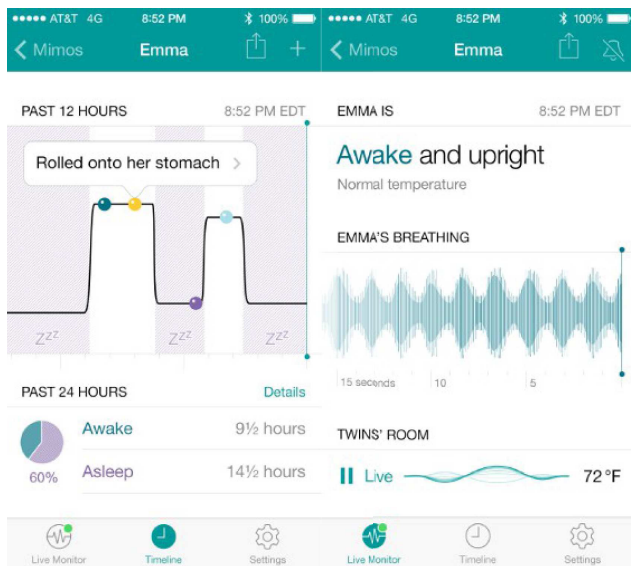 AT&T 4G 8:52 PM 100%
Mimos Emma
PAST 12 HOURS 8:52 PM EDT
Rolled onto her stomach
Zzz Zzz Zzz
PAST 24 HOURS Details
Awake 9½ hours
60% Asleep 14½ hours
Live Monitor Timeline Settings
AT&T 4G 8:52 PM 100%
Mimos Emma
EMMA IS 8:52 PM EDT
Awake and upright
Normal temperature
EMMA'S BREATHING
15 seconds 10 5
TWINS' ROOM
Live 72 °F
Live Monitor Timeline Settings